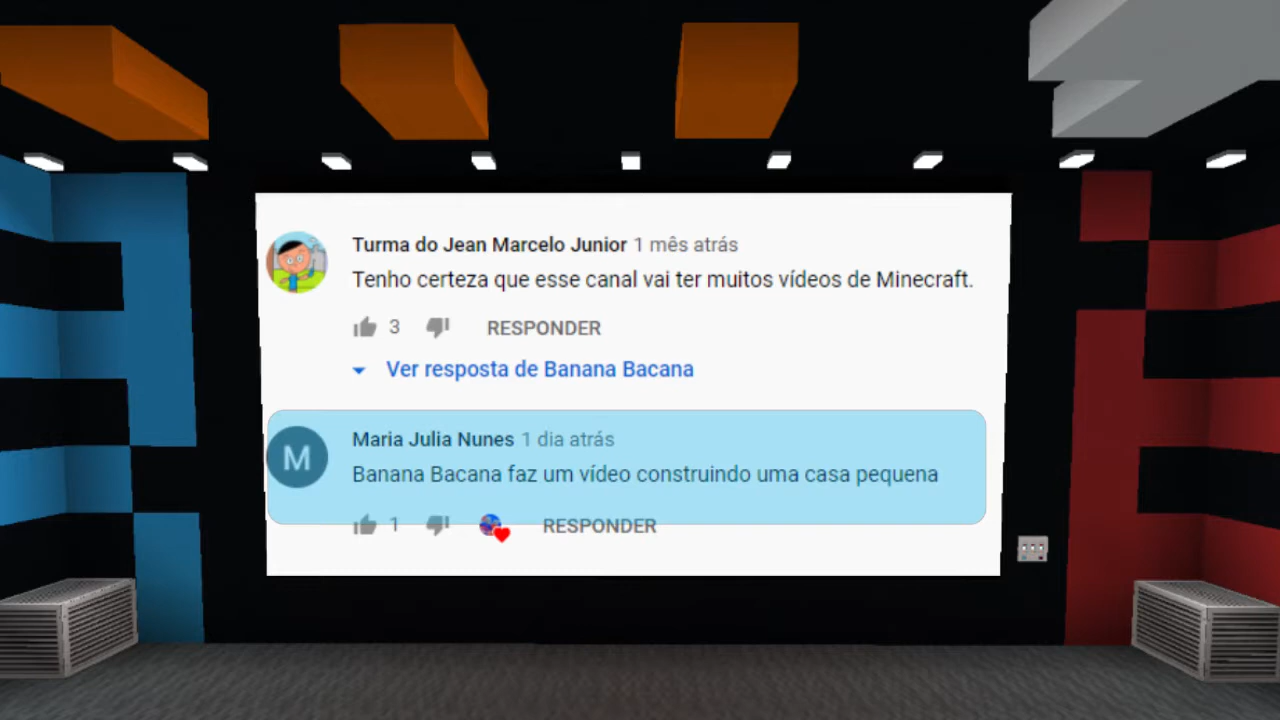 Turma do Jean Marcelo Junior 1 mês atrás
Tenho certeza que esse canal vai ter muitos vídeos de Minecraft.
3 RESPONDER
Ver resposta de Banana Bacana
M
Maria Julia Nunes 1 dia atrás
Banana Bacana faz um vídeo construindo uma casa pequena
1 RESPONDER